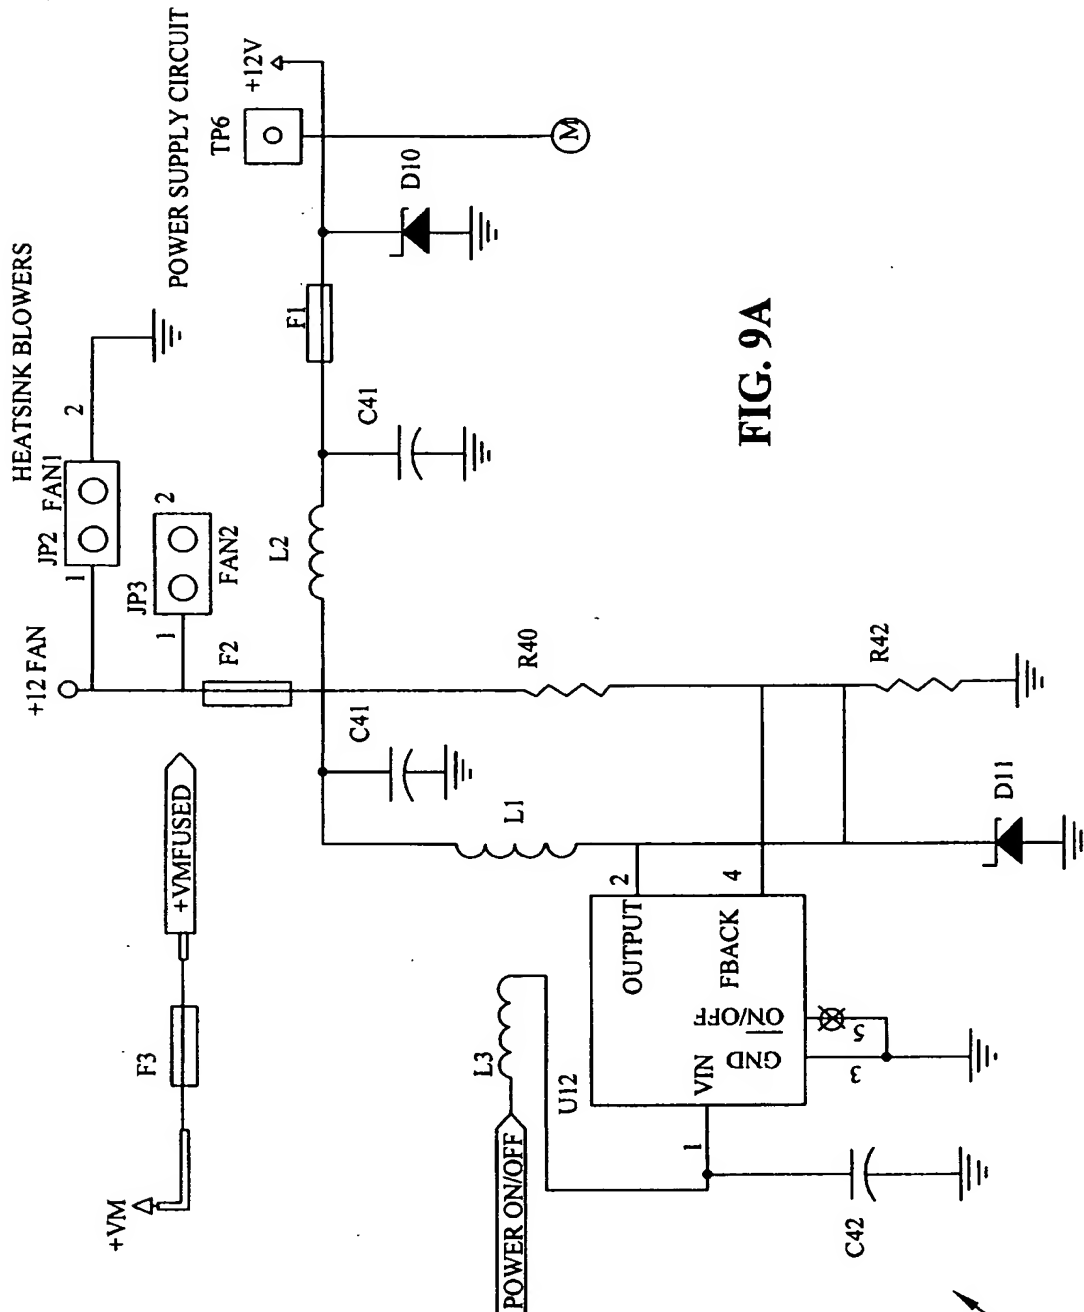 HEATSINK BLOWERS
POWER SUPPLY CIRCUIT
+12 FAN
JP2
FAN1
1
2
JP3
FAN2
1
2
F2
+VM
F3
+VMFUSED
TP6
+12V
M
D10
F1
C41
L2
C41
R40
R42
L1
D11
L3
POWER ON/OFF
U12
OUTPUT
2
FBACK
4
VIN
1
GND
3
ON/OFF
5
C42
FIG. 9A